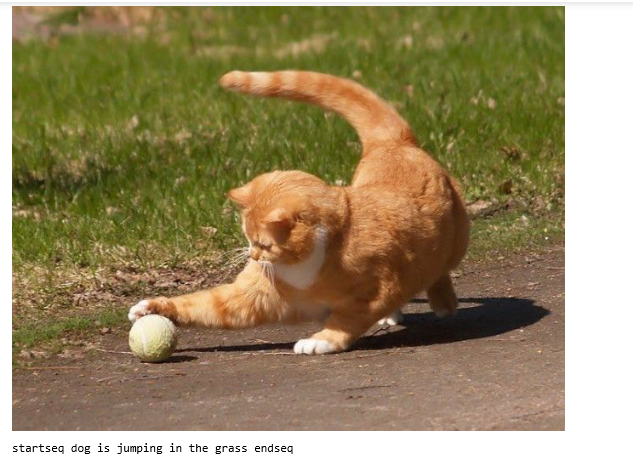 startseq dog is jumping in the grass endseq